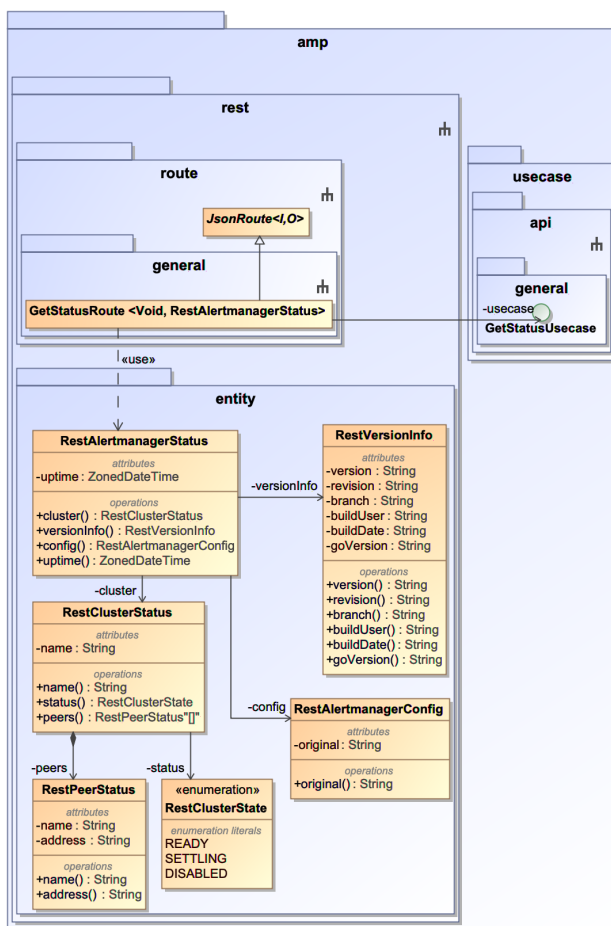 amp
rest
route
JsonRoute<I,O>
general
GetStatusRoute <Void, RestAlertmanagerStatus>
usecase
api
general
-usecase
GetStatusUsecase
«use»
entity
RestAlertmanagerStatus
attributes
-uptime : ZonedDateTime
operations
+cluster() : RestClusterStatus
+versionInfo() : RestVersionInfo
+config() : RestAlertmanagerConfig
+uptime() : ZonedDateTime
-versionInfo
RestVersionInfo
attributes
-version : String
-revision : String
-branch : String
-buildUser : String
-buildDate : String
-goVersion : String
operations
+version() : String
+revision() : String
+branch() : String
+buildUser() : String
+buildDate() : String
+goVersion() : String
-cluster
RestClusterStatus
attributes
-name : String
operations
+name() : String
+status() : RestClusterState
+peers() : RestPeerStatus"[]"
-config
RestAlertmanagerConfig
attributes
-original : String
operations
+original() : String
-peers
RestPeerStatus
attributes
-name : String
-address : String
operations
+name() : String
+address() : String
-status
«enumeration»
RestClusterState
enumeration literals
READY
SETTLING
DISABLED